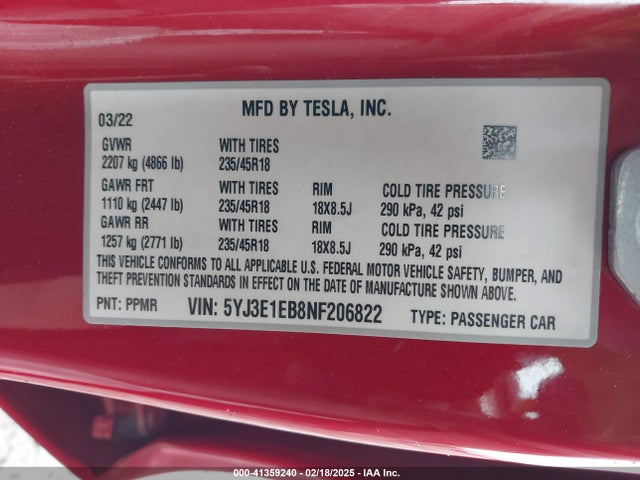 MFD BY TESLA, INC.
03/22
GVWR WITH TIRES
2207 kg (4866 lb) 235/45R18
GAWR FRT WITH TIRES RIM COLD TIRE PRESSURE
1110 kg (2447 lb) 235/45R18 18X8.5J 290 kPa, 42 psi
GAWR RR WITH TIRES RIM COLD TIRE PRESSURE
1257 kg (2771 lb) 235/45R18 18X8.5J 290 kPa, 42 psi
THIS VEHICLE CONFORMS TO ALL APPLICABLE U.S. FEDERAL MOTOR VEHICLE SAFETY, BUMPER, AND
THEFT PREVENTION STANDARDS IN EFFECT ON THE DATE OF MANUFACTURE SHOWN ABOVE.
PNT: PPMR VIN: 5YJ3E1EB8NF206822 TYPE: PASSENGER CAR
000-41359240 - 02/18/2025 - IAA Inc.